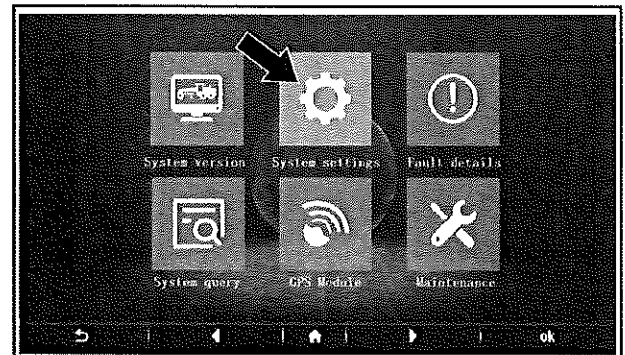 System version System settings Fault details
System query GPS Module Maintenance
ok